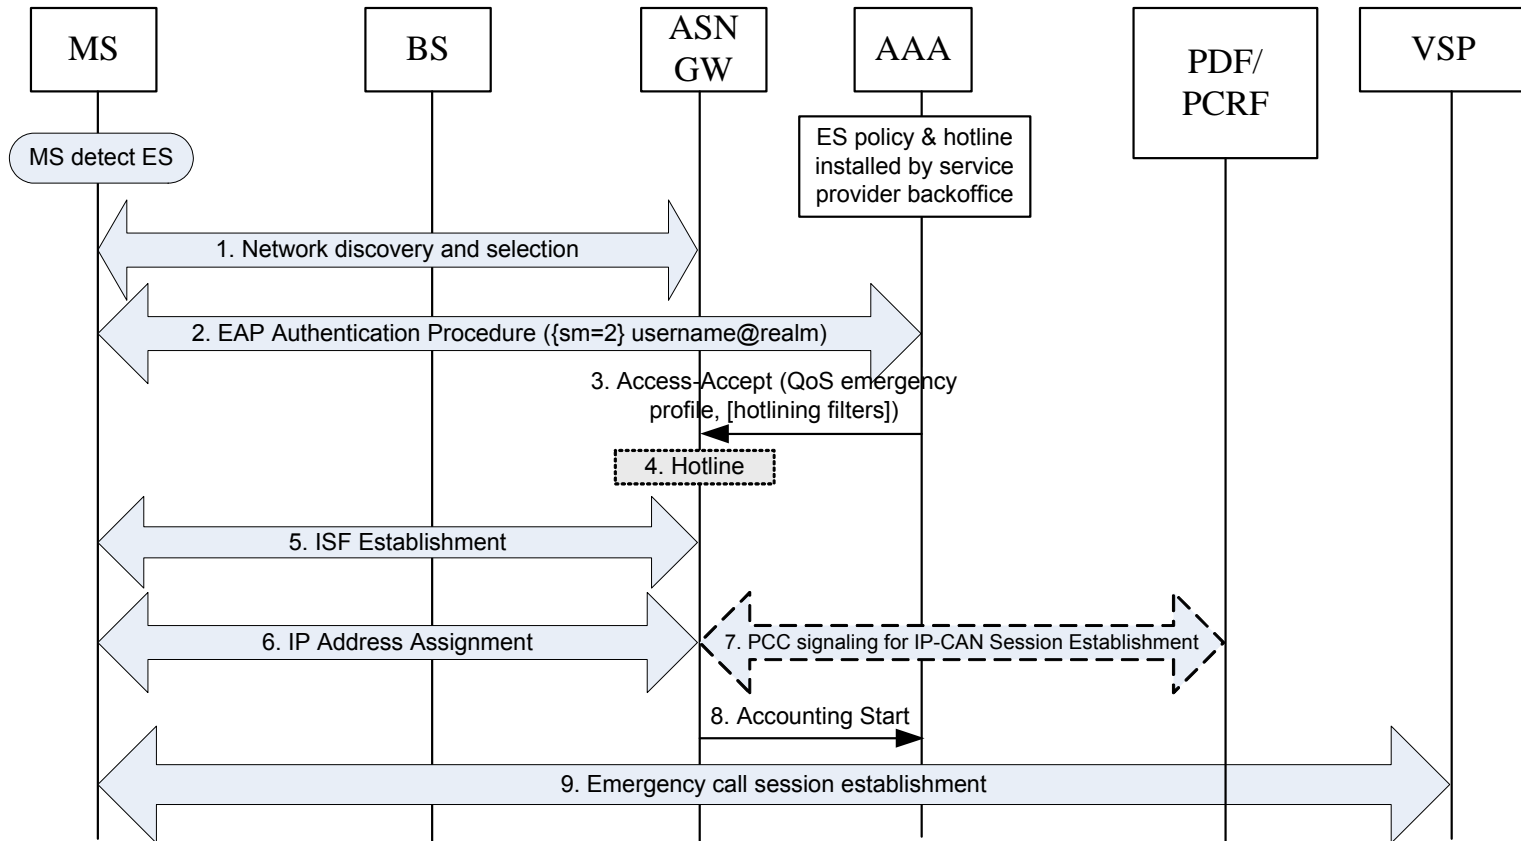 MS
BS
ASN
GW
AAA
PDF/
PCRF
VSP
MS detect ES
ES policy & hotline
installed by service
provider backoffice
1. Network discovery and selection
2. EAP Authentication Procedure ({sm=2} username@realm)
3. Access-Accept (QoS emergency
profile, [hotlining filters])
4. Hotline
5. ISF Establishment
6. IP Address Assignment
7. PCC signaling for IP-CAN Session Establishment
8. Accounting Start
9. Emergency call session establishment